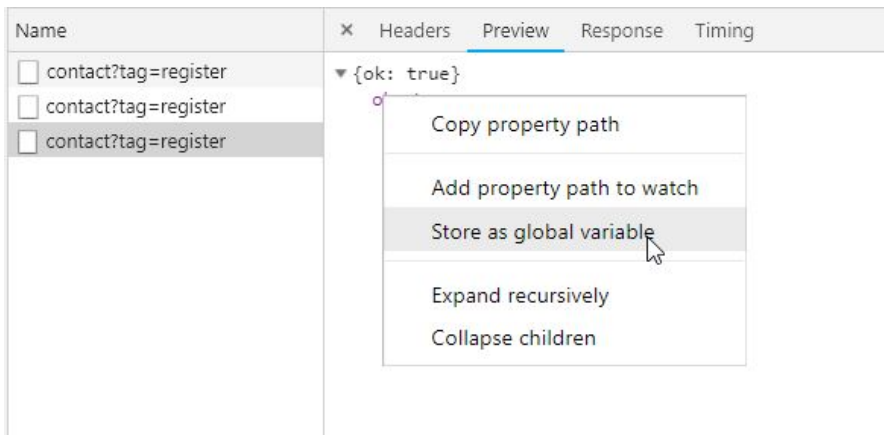 Name
× Headers Preview Response Timing
contact?tag=register
contact?tag=register
contact?tag=register
▼{ok: true}
Copy property path
Add property path to watch
Store as global variable
Expand recursively
Collapse children